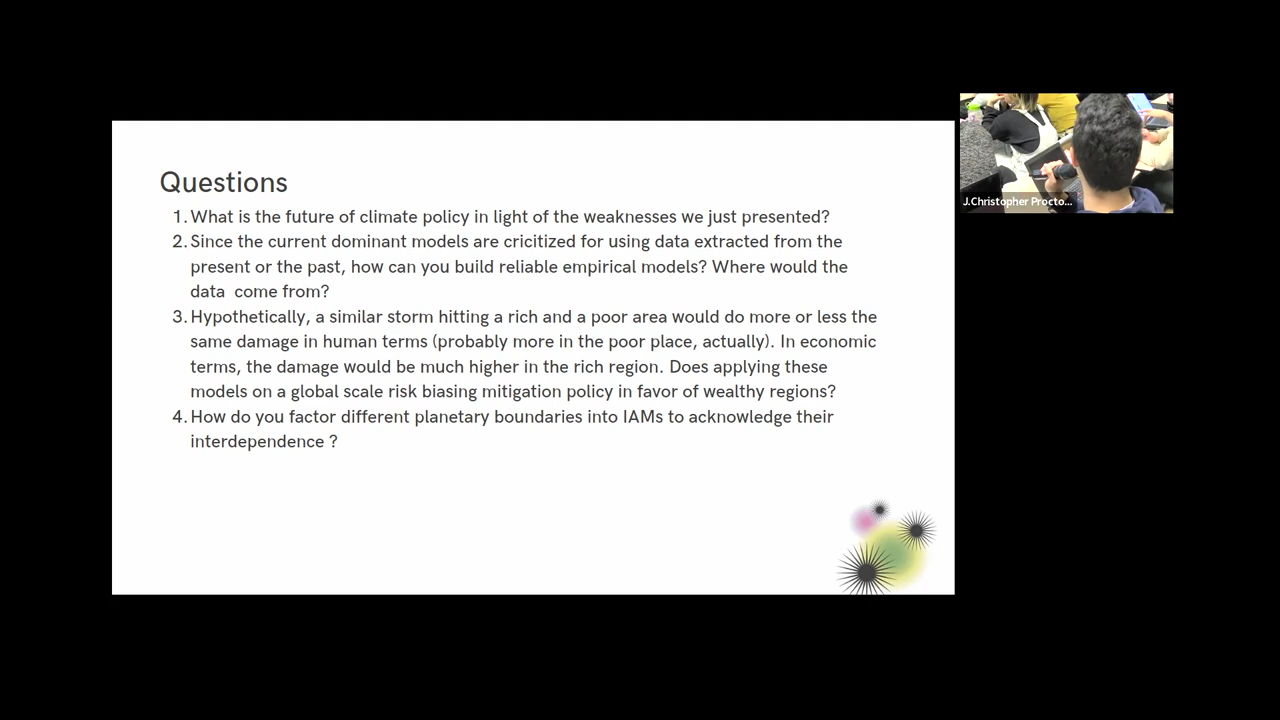 Questions
1. What is the future of climate policy in light of the weaknesses we just presented?
2. Since the current dominant models are cricitized for using data extracted from the
present or the past, how can you build reliable empirical models? Where would the
data come from?
3. Hypothetically, a similar storm hitting a rich and a poor area would do more or less the
same damage in human terms (probably more in the poor place, actually). In economic
terms, the damage would be much higher in the rich region. Does applying these
models on a global scale risk biasing mitigation policy in favor of wealthy regions?
4. How do you factor different planetary boundaries into IAMs to acknowledge their
interdependence ?
J.Christopher Procto...